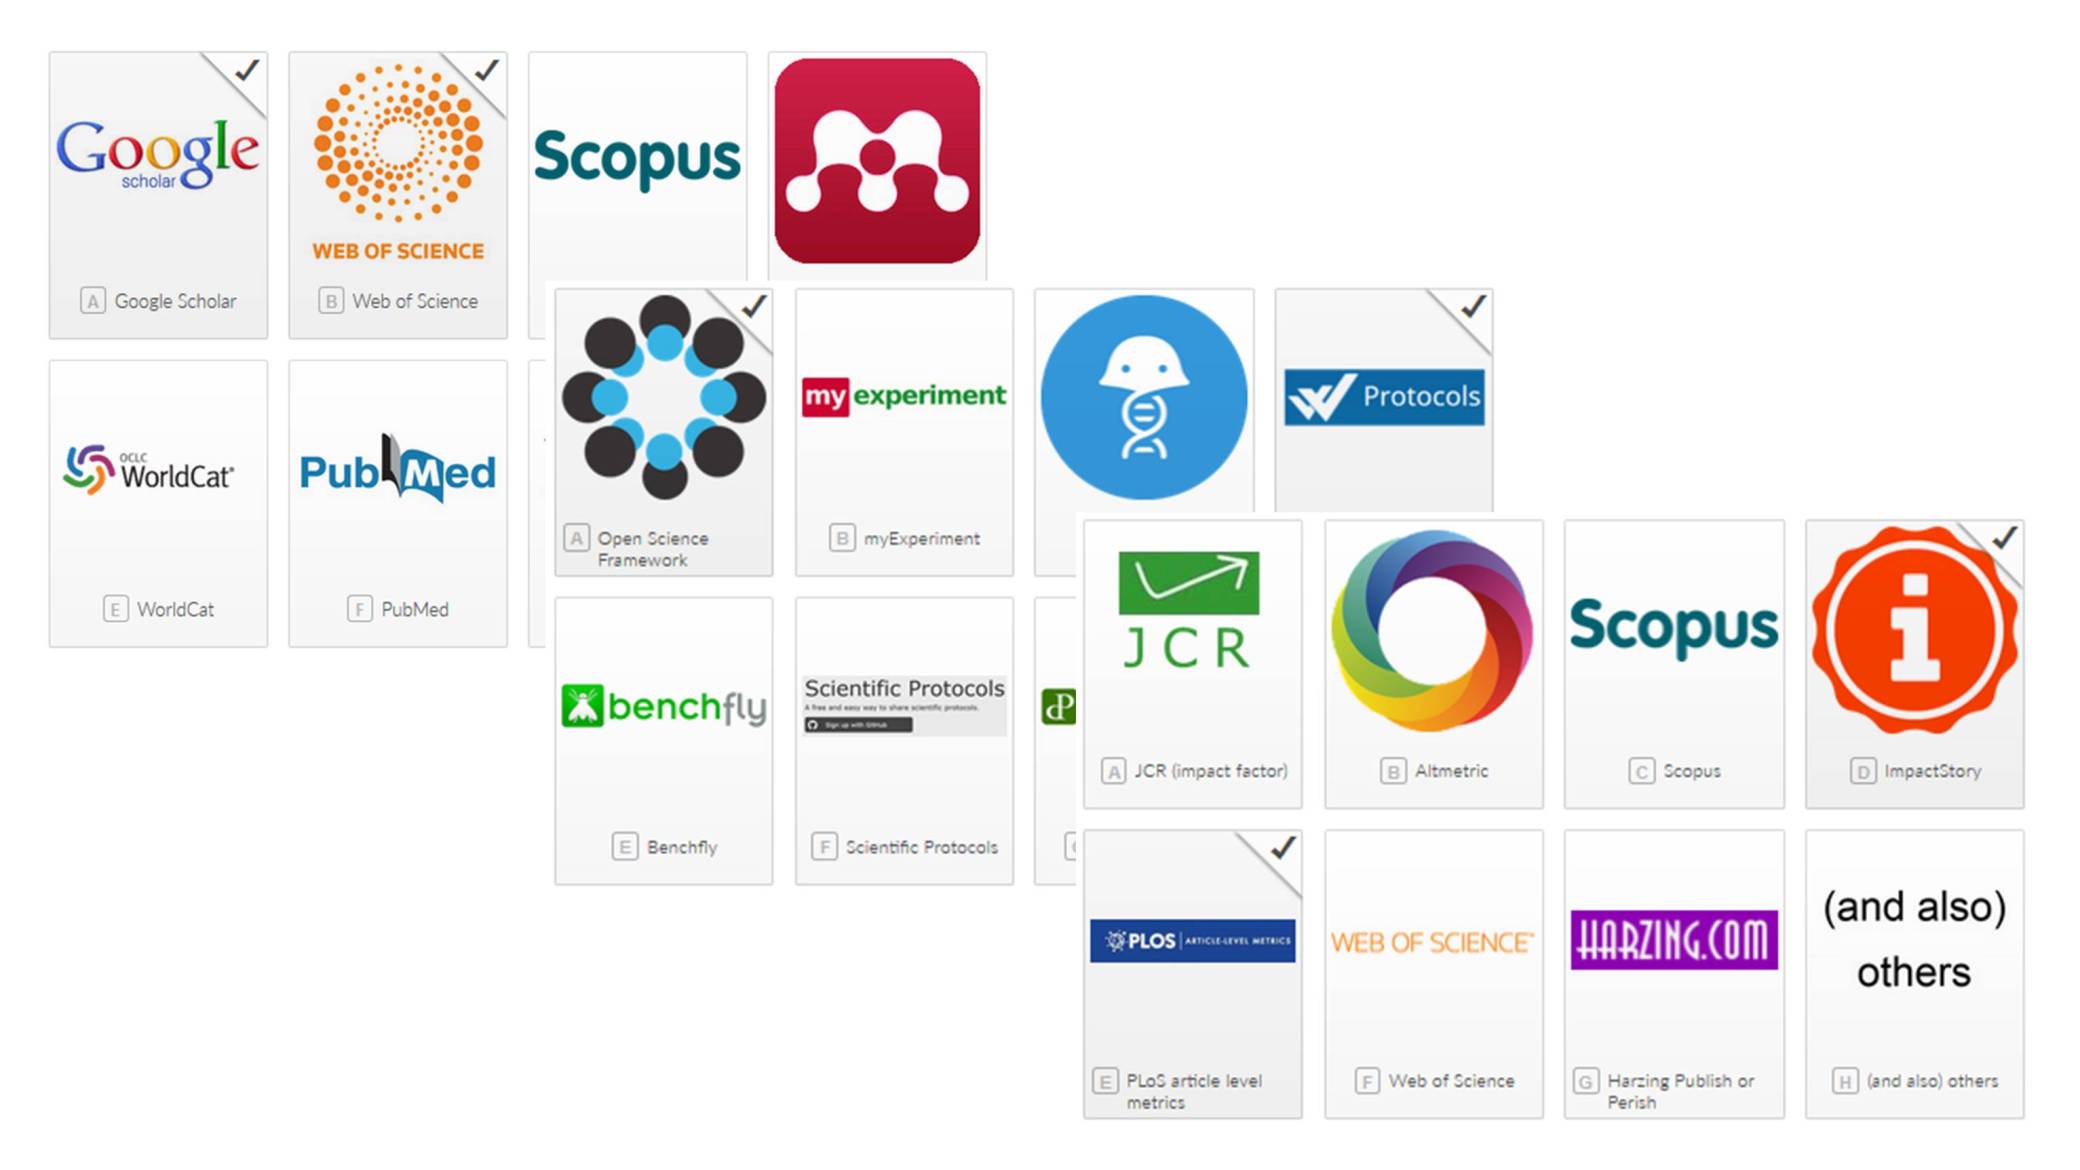 Google
scholar
A Google Scholar
WEB OF SCIENCE
B Web of Science
Scopus
OCLC
WorldCat
E WorldCat
PubMed
F PubMed
A Open Science
Framework
my experiment
B myExperiment
Protocols
benchfly
E Benchfly
Scientific Protocols
A free and easy way to share scientific protocols.
Sign up with GitHub
F Scientific Protocols
JCR
A JCR (impact factor)
B Altmetric
Scopus
C Scopus
i
D ImpactStory
PLOS | ARTICLE-LEVEL METRICS
E PLoS article level
metrics
WEB OF SCIENCE™
F Web of Science
HARZING.COM
G Harzing Publish or
Perish
(and also)
others
H (and also) others